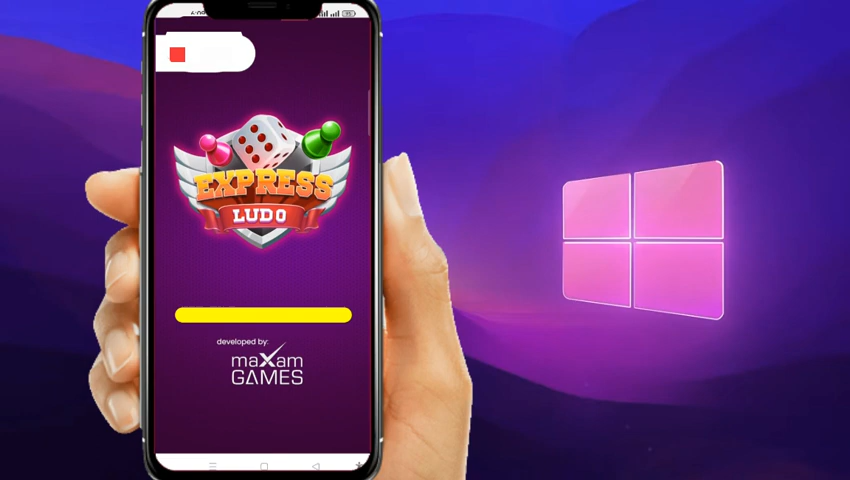 EXPRESS
LUDO
developed by:
maXam
GAMES